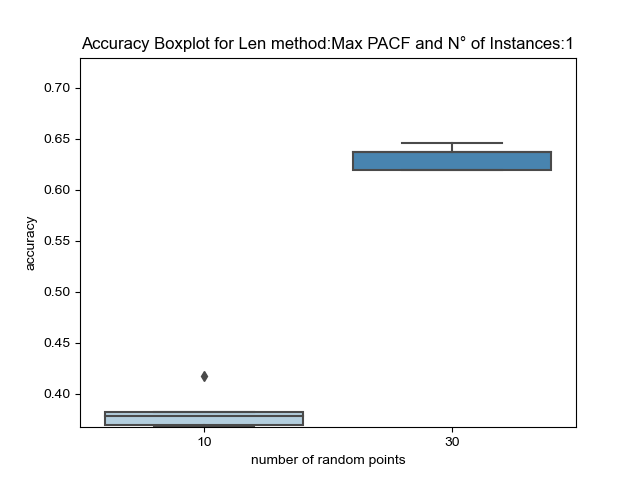 Accuracy Boxplot for Len method:Max PACF and N° of Instances:1
0.70
0.65
0.60
0.55
0.50
0.45
0.40
accuracy
10 30
number of random points